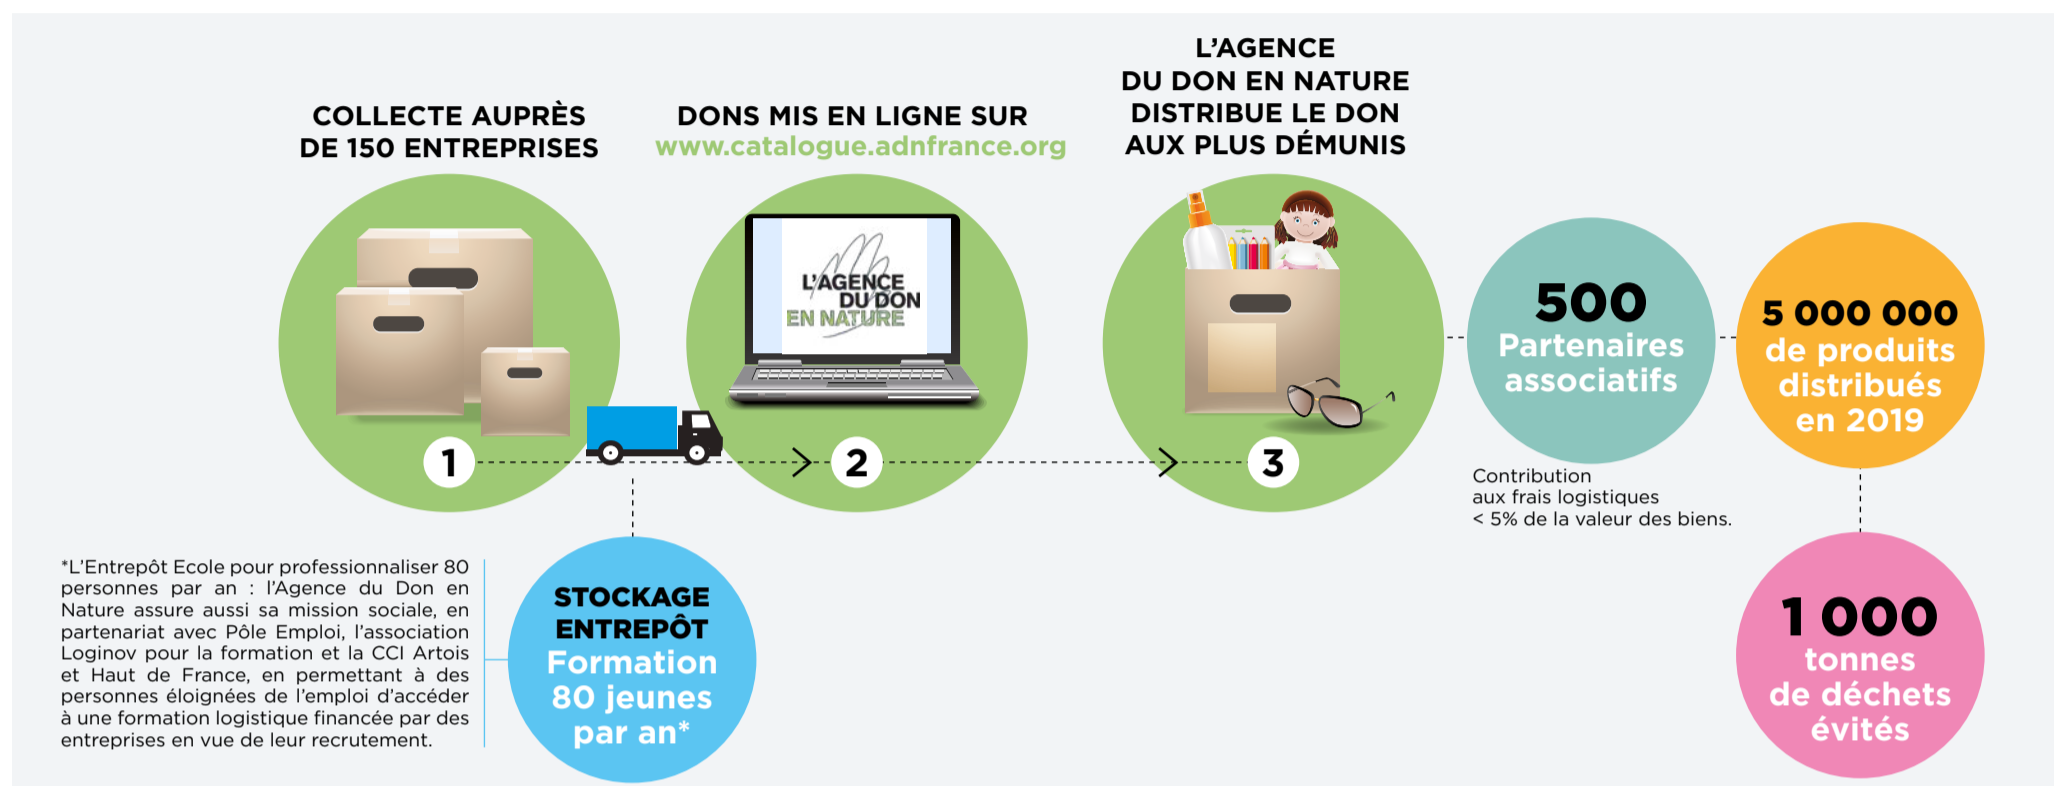 COLLECTE AUPRÈS
DE 150 ENTREPRISES
1
DONS MIS EN LIGNE SUR
www.catalogue.adnfrance.org
L'AGENCE
DU DON
EN NATURE
2
L'AGENCE
DU DON EN NATURE
DISTRIBUE LE DON
AUX PLUS DÉMUNIS
3
500
Partenaires
associatifs
Contribution
aux frais logistiques
< 5% de la valeur des biens.
5 000 000
de produits
distribués
en 2019
1 000
tonnes
de déchets
évités
STOCKAGE
ENTREPÔT
Formation
80 jeunes
par an*
*L'Entrepôt Ecole pour professionnaliser 80
personnes par an : l'Agence du Don en
Nature assure aussi sa mission sociale, en
partenariat avec Pôle Emploi, l'association
Loginov pour la formation et la CCI Artois
et Haut de France, en permettant à des
personnes éloignées de l'emploi d'accéder
à une formation logistique financée par des
entreprises en vue de leur recrutement.